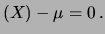 (X) − μ = 0 .